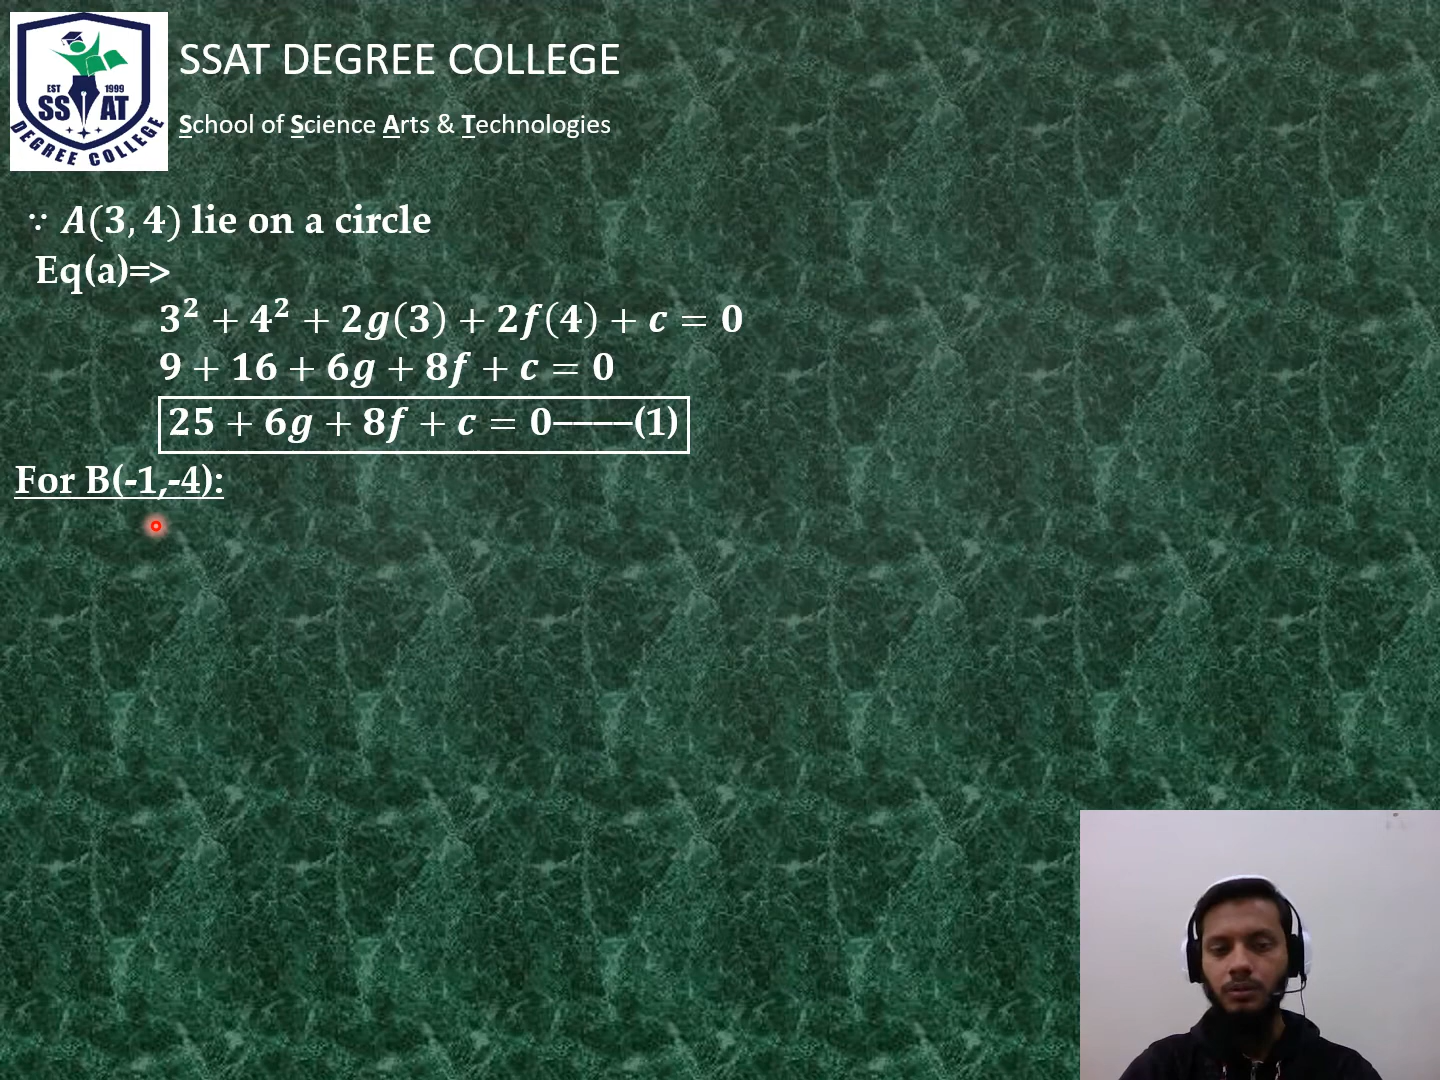 EST 1999
SSAT
DEGREE COLLEGE
SSAT DEGREE COLLEGE
School of Science Arts & Technologies
∵ A(3, 4) lie on a circle
Eq(a)=>
3² + 4² + 2g(3) + 2f(4) + c = 0
9 + 16 + 6g + 8f + c = 0
25 + 6g + 8f + c = 0−−−−(1)
For B(-1,-4):